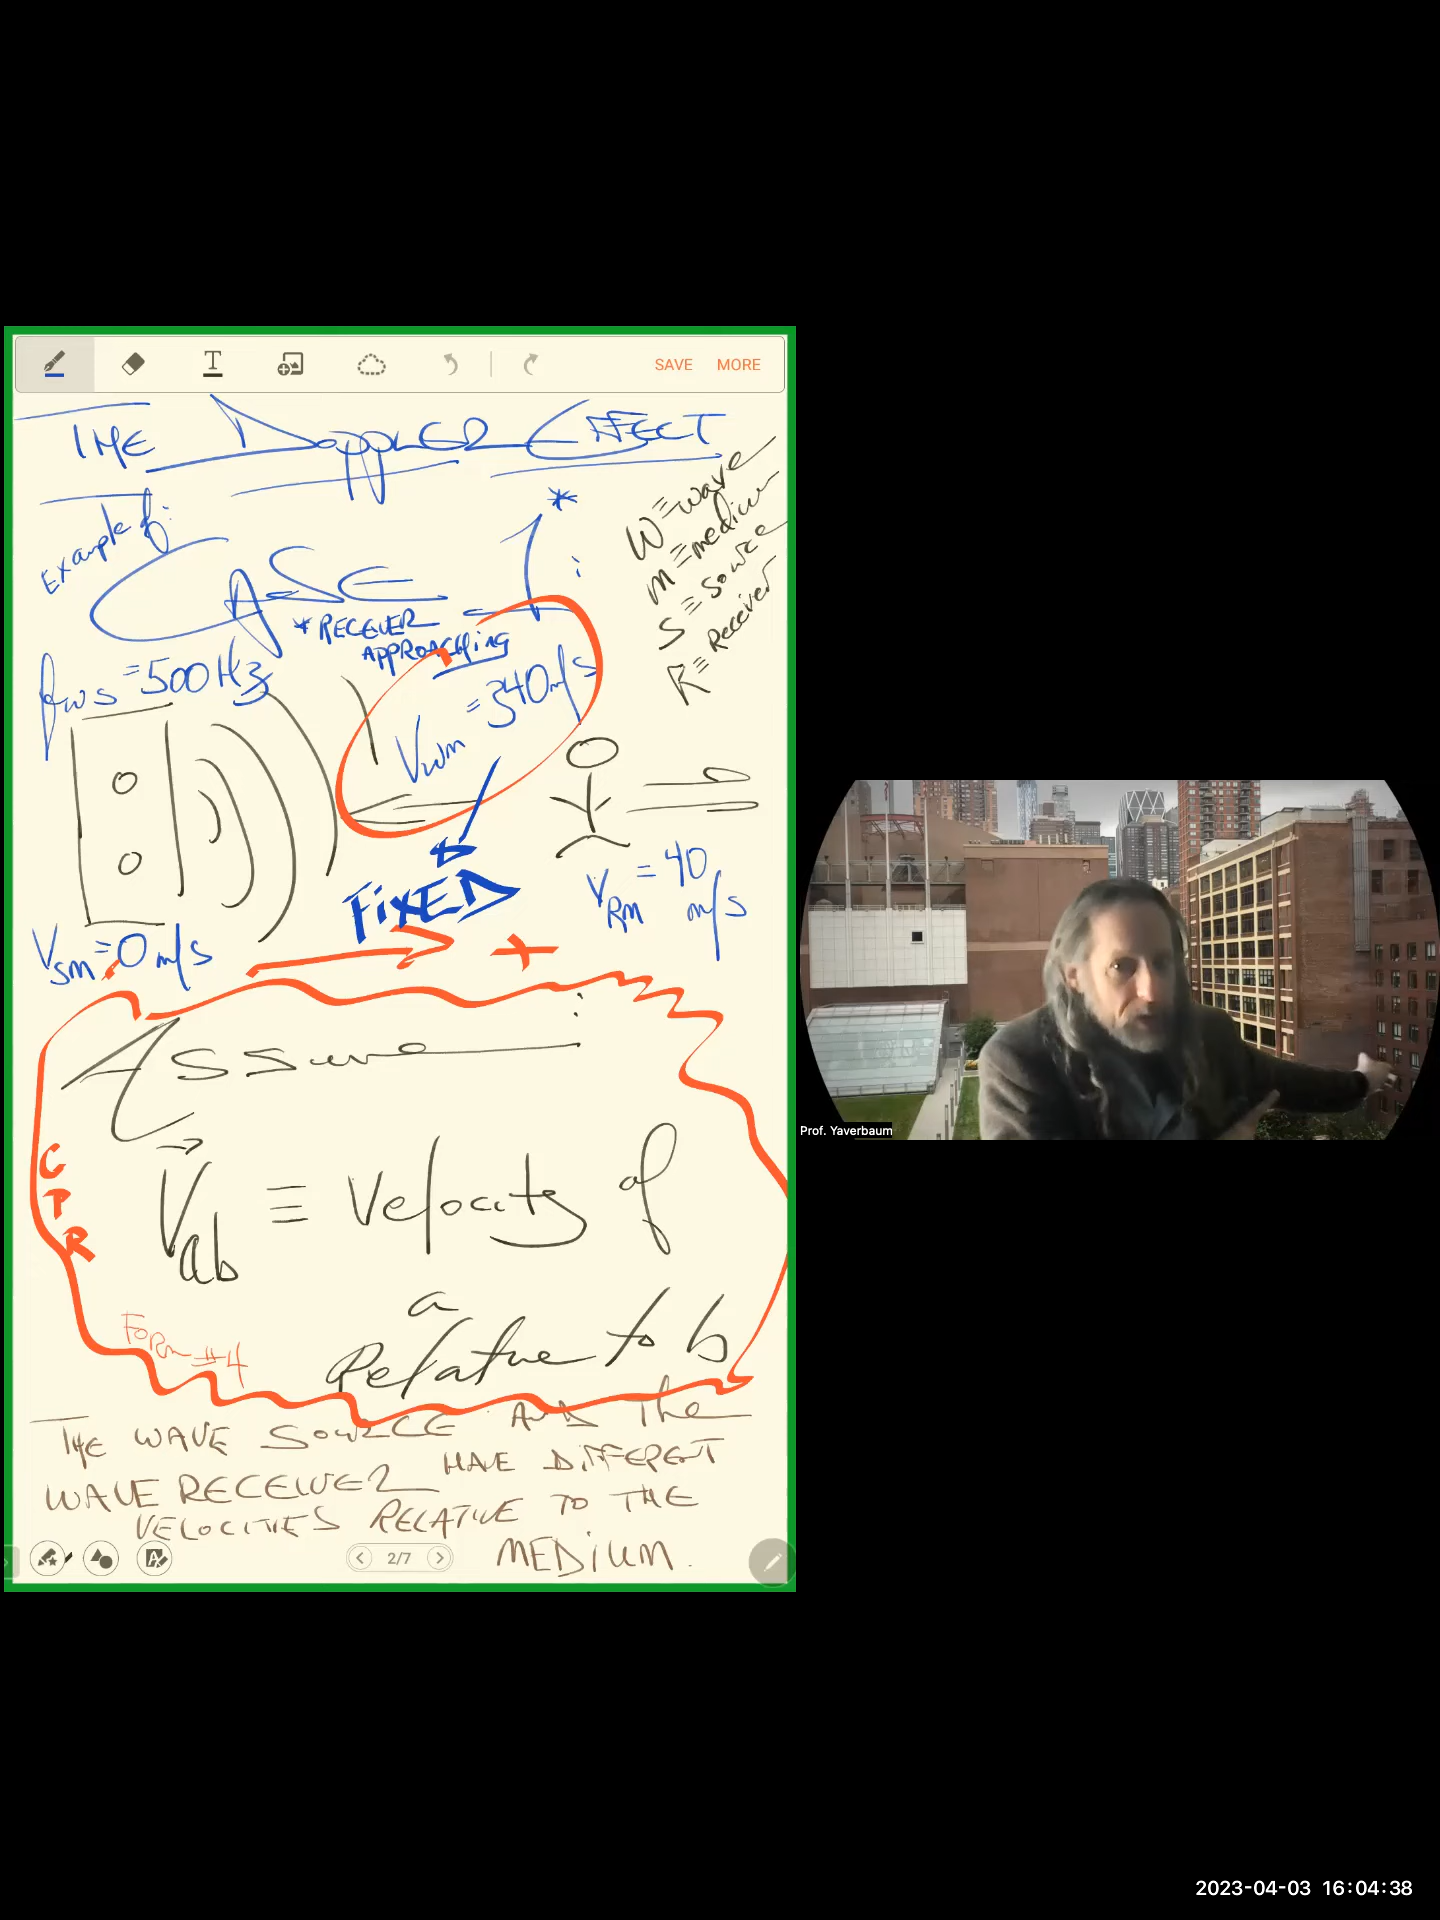 SAVE MORE
THE DOPPLER EFFECT
Example of:
CASE 1* :
* RECEIVER
APPROACHING
W ≡ wave
m ≡ medium
S ≡ Source
R ≡ Receiver
fws = 500 Hz
Vwm = 340 m/s
FIXED
VRm = 40
m/s
Vsm = 0 m/s
+
Assume :
CPR
Vab ≡ Velocity of
a
Relative to b
Form #4
THE WAVE SOURCE AND The
WAVE RECEIVER HAVE DIFFERENT
VELOCITIES RELATIVE TO THE
MEDIUM.
2/7
Prof. Yaverbaum
2023-04-03 16:04:38